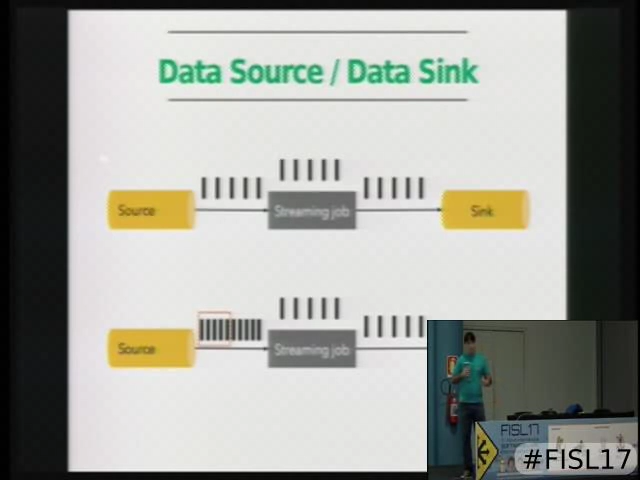 Data Source / Data Sink
Source
Streaming job
Sink
Source
Streaming job
FISL17
#FISL17